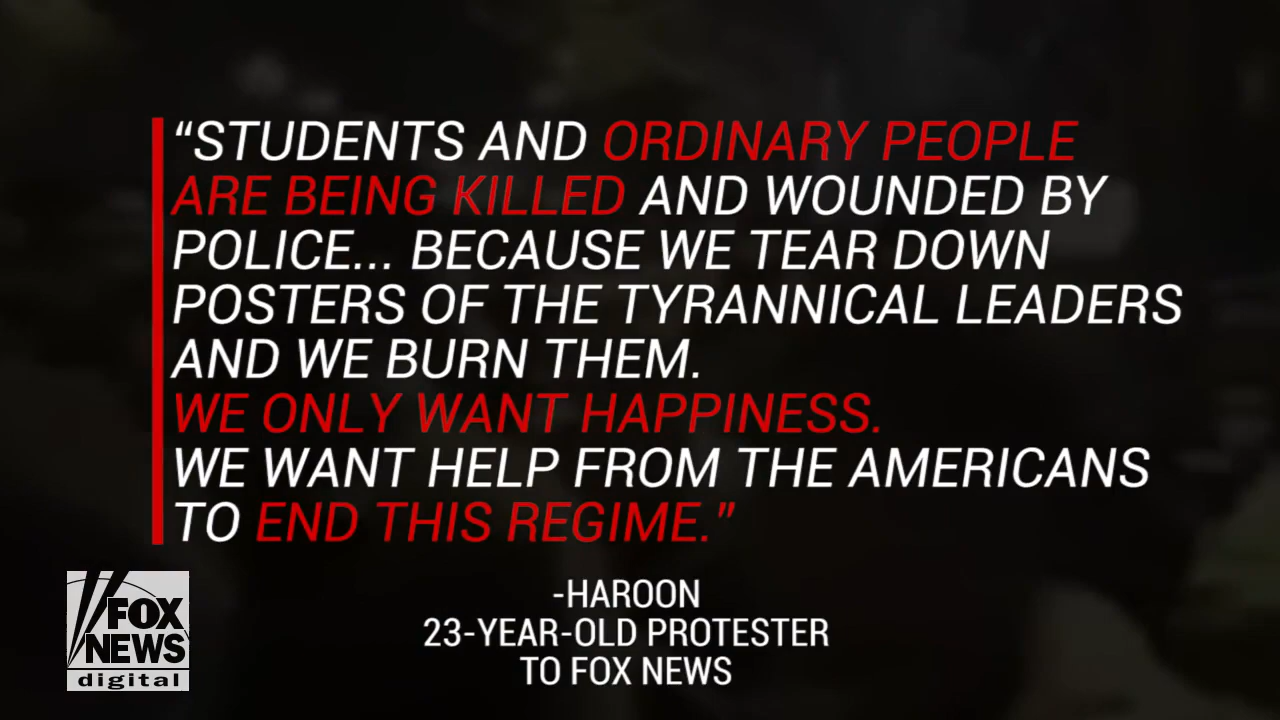 “STUDENTS AND ORDINARY PEOPLE
ARE BEING KILLED AND WOUNDED BY
POLICE... BECAUSE WE TEAR DOWN
POSTERS OF THE TYRANNICAL LEADERS
AND WE BURN THEM.
WE ONLY WANT HAPPINESS.
WE WANT HELP FROM THE AMERICANS
TO END THIS REGIME.”
-HAROON
23-YEAR-OLD PROTESTER
TO FOX NEWS
FOX
NEWS
digital